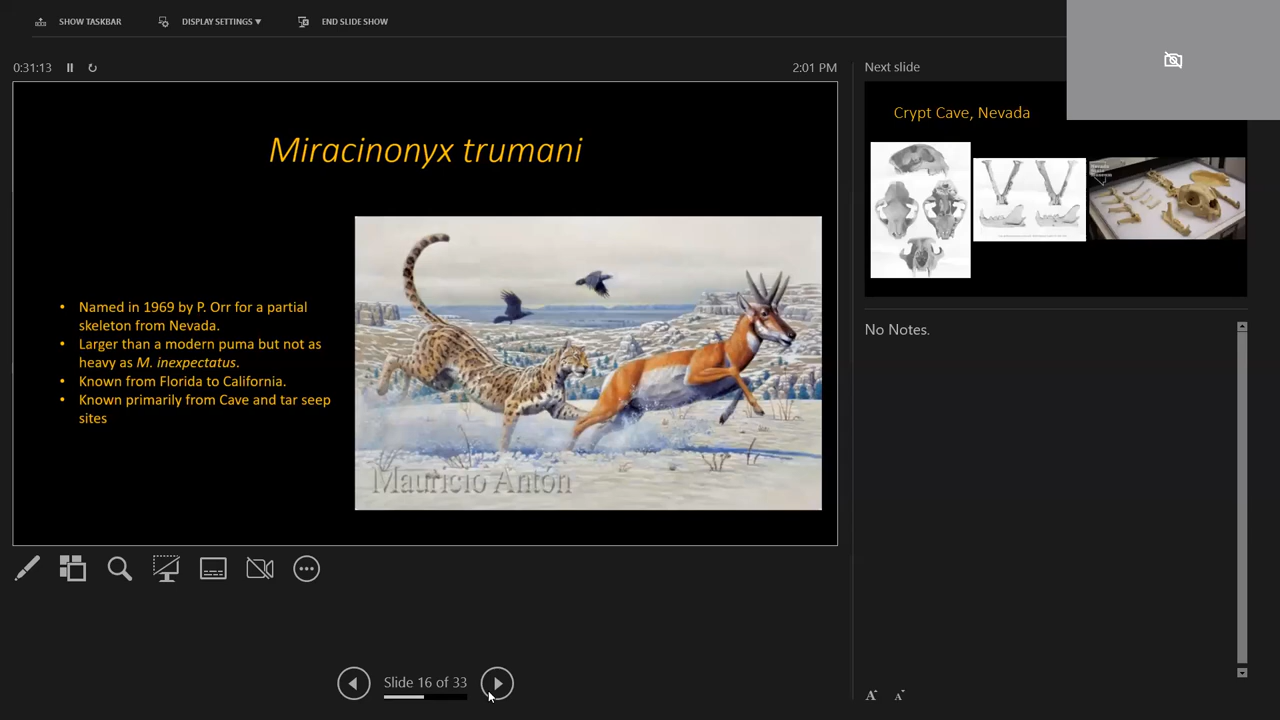 SHOW TASKBAR
DISPLAY SETTINGS ▼
END SLIDE SHOW
0:31:13
2:01 PM
Next slide
Miracinonyx trumani
• Named in 1969 by P. Orr for a partial
skeleton from Nevada.
• Larger than a modern puma but not as
heavy as M. inexpectatus.
• Known from Florida to California.
• Known primarily from Cave and tar seep
sites
Mauricio Antón
Crypt Cave, Nevada
No Notes.
Slide 16 of 33
A
A